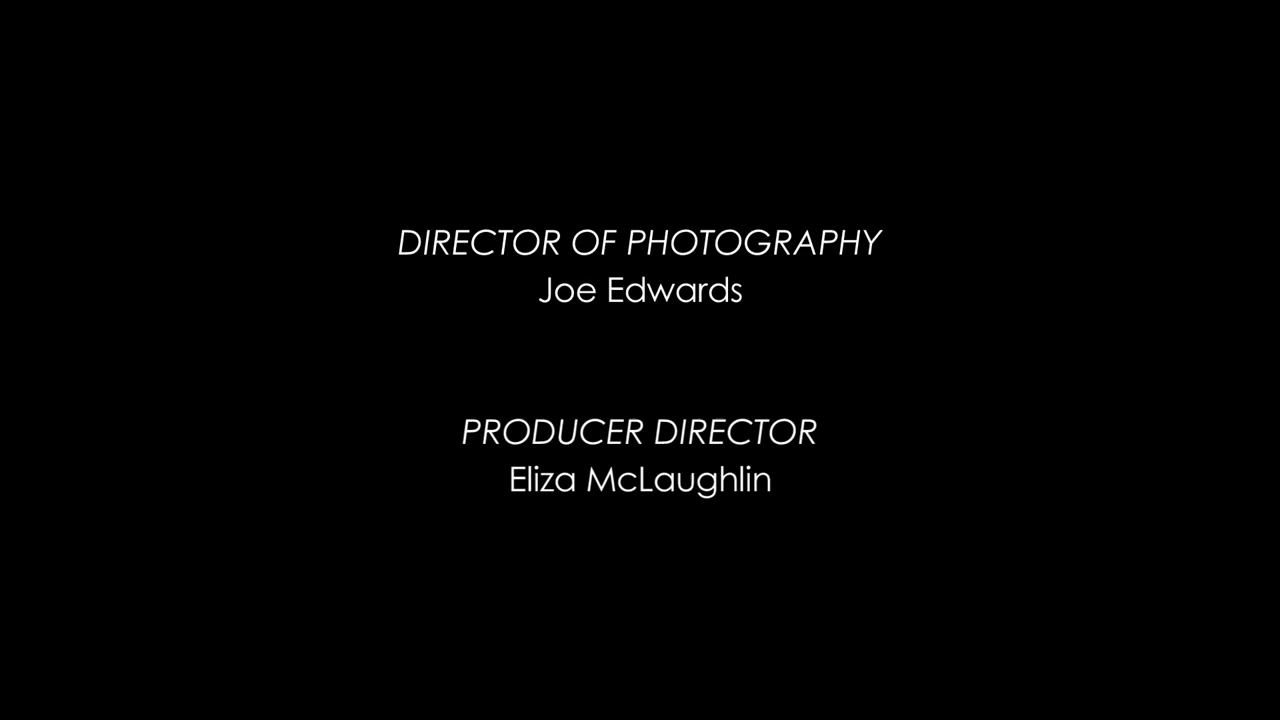 DIRECTOR OF PHOTOGRAPHY
Joe Edwards
PRODUCER DIRECTOR
Eliza McLaughlin